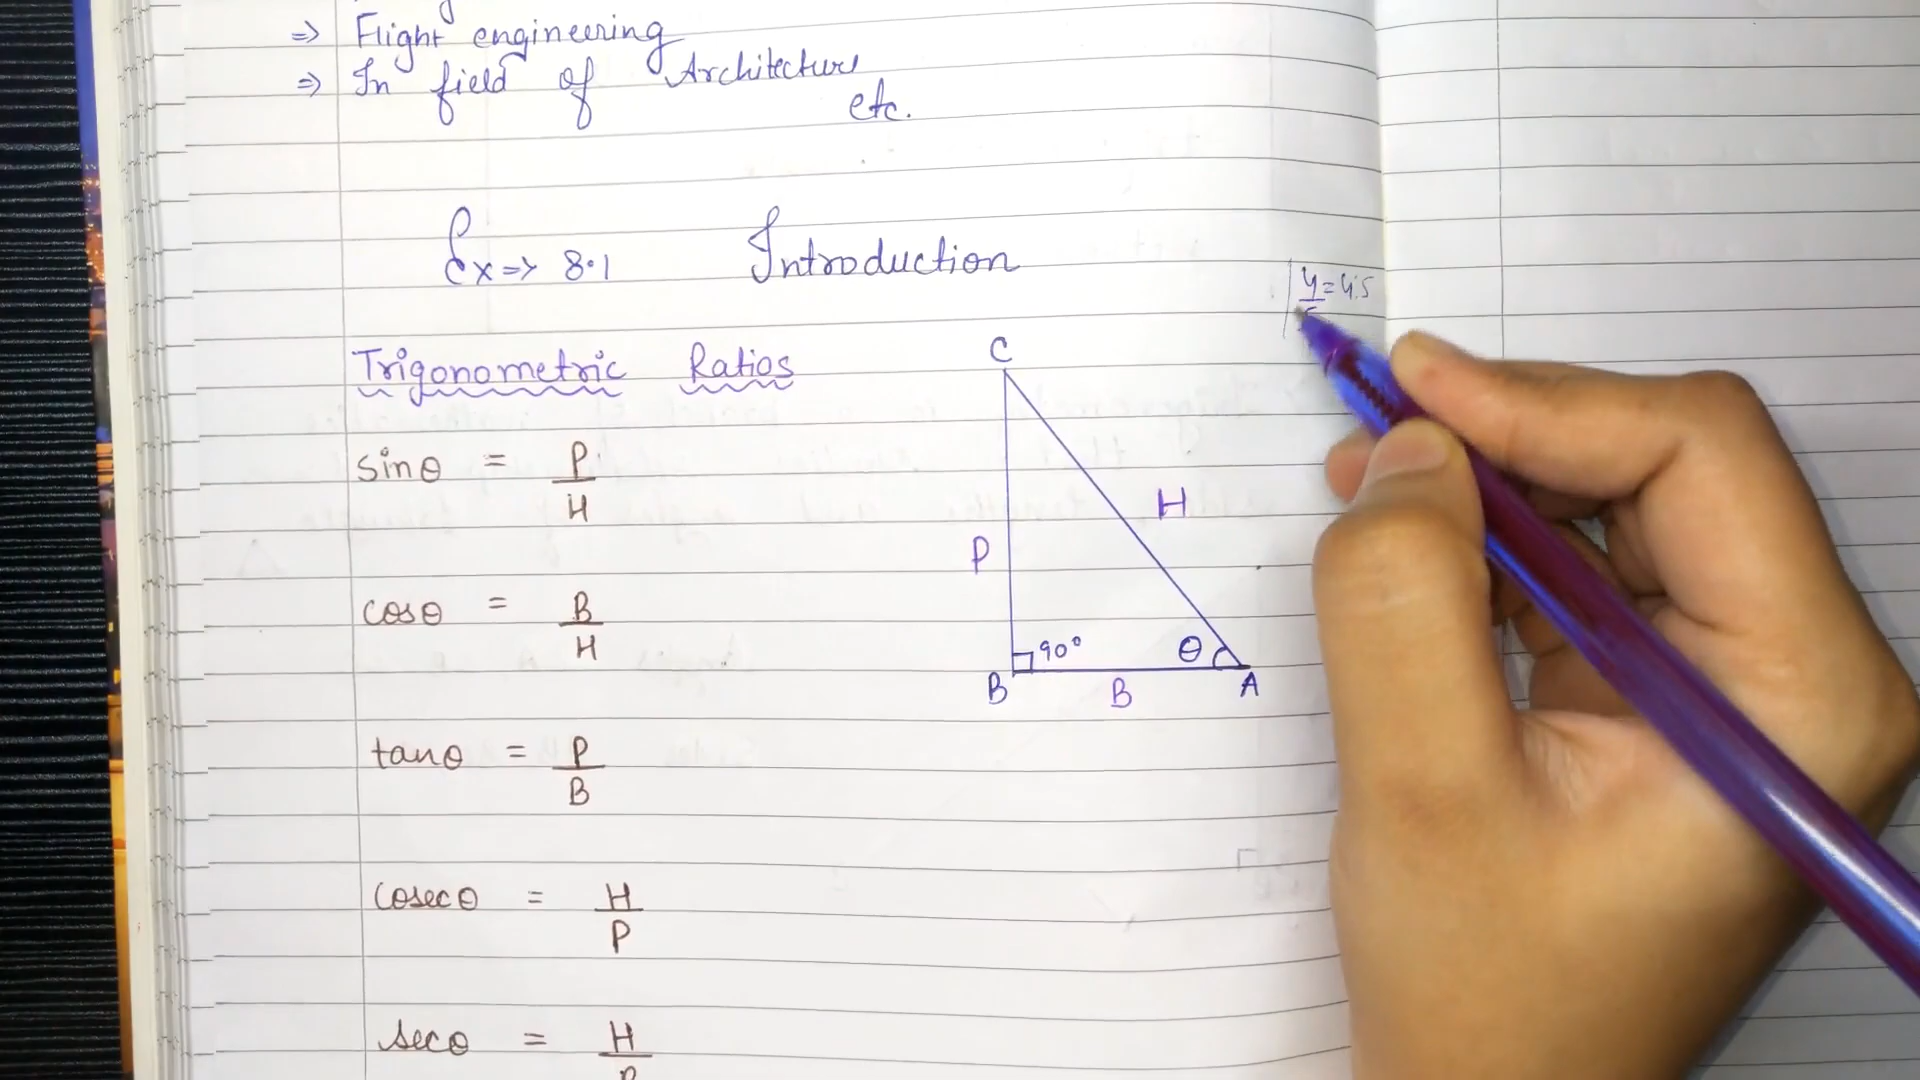 ⇒ Flight engineering
⇒ In field of Architecture
etc.
Ex ⇒ 8.1 Introduction
Trigonometric Ratios
sinθ = P/H
cosθ = B/H
tanθ = P/B
cosecθ = H/P
secθ = H
C
P
H
90°
θ
B
B
A